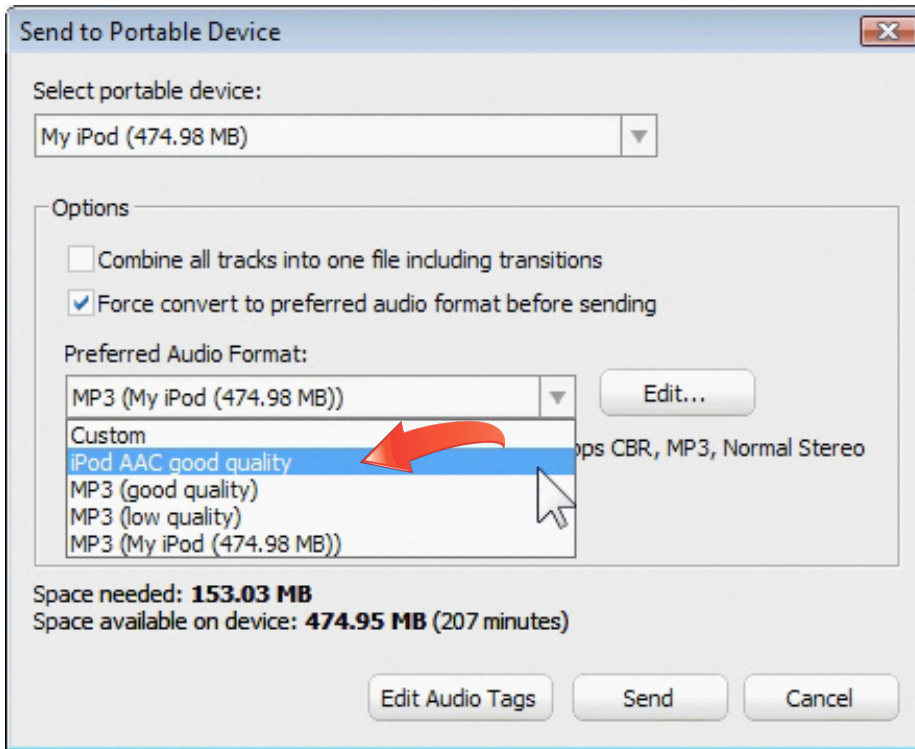 Send to Portable Device
Select portable device:
My iPod (474.98 MB)
Options
Combine all tracks into one file including transitions
Force convert to preferred audio format before sending
Preferred Audio Format:
MP3 (My iPod (474.98 MB))
Edit...
Custom
iPod AAC good quality
CBR, MP3, Normal Stereo
MP3 (good quality)
MP3 (low quality)
MP3 (My iPod (474.98 MB))
Space needed: 153.03 MB
Space available on device: 474.95 MB (207 minutes)
Edit Audio Tags
Send
Cancel